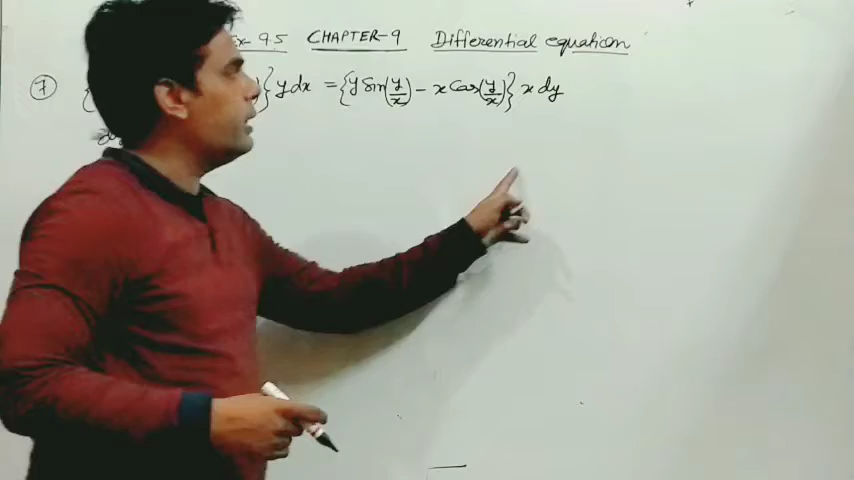 9.5 CHAPTER-9 Differential equation
7 { } y dx = {y Sin(y/x) - x Cos(y/x)} x dy